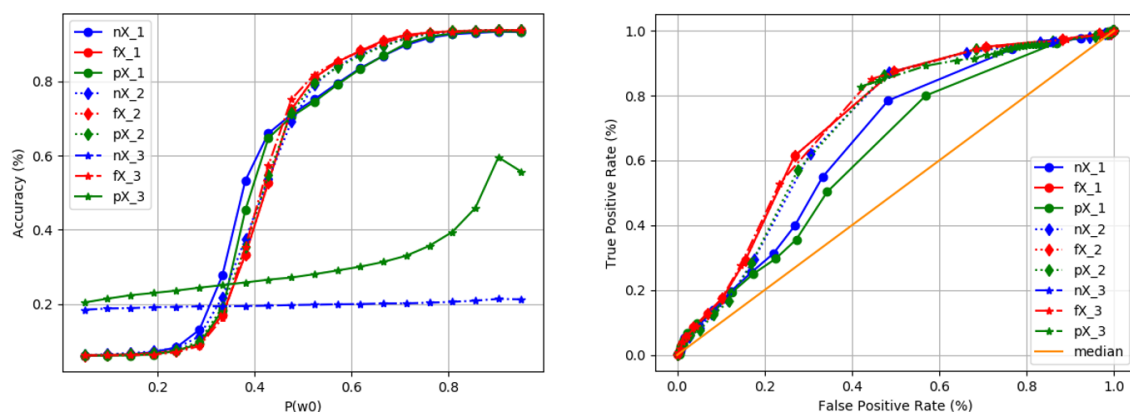 nX_1
fX_1
pX_1
nX_2
fX_2
pX_2
nX_3
fX_3
pX_3
Accuracy (%)
0.8
0.6
0.4
0.2
0.2
0.4
0.6
0.8
P(w0)
True Positive Rate (%)
1.0
0.8
0.6
0.4
0.2
0.0
nX_1
fX_1
pX_1
nX_2
fX_2
pX_2
nX_3
fX_3
pX_3
median
0.0
0.2
0.4
0.6
0.8
1.0
False Positive Rate (%)